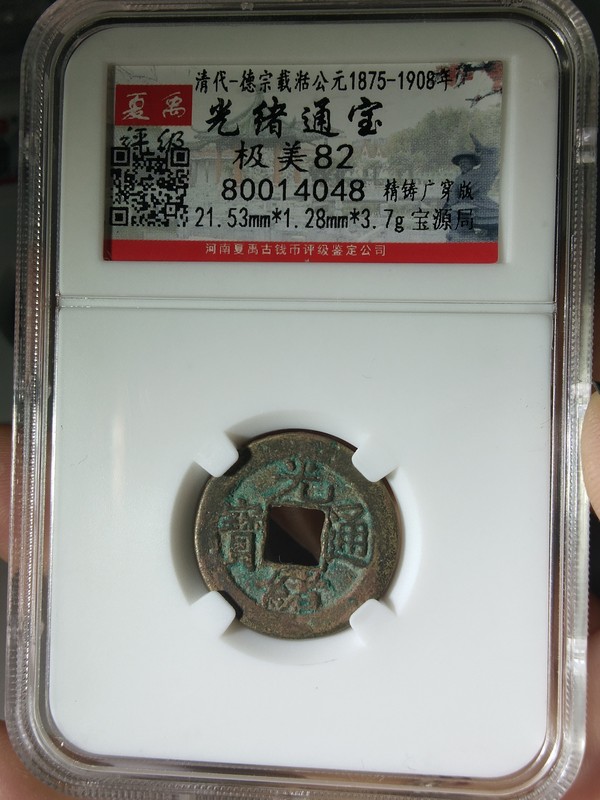 清代-德宗载湉公元1875-1908年
夏禹
评级
光绪通宝
极美82
80014048 精铸广穿版
21.53mm*1.28mm*3.7g 宝源局
河南夏禹古钱币评级鉴定公司
光
寶 通
緒